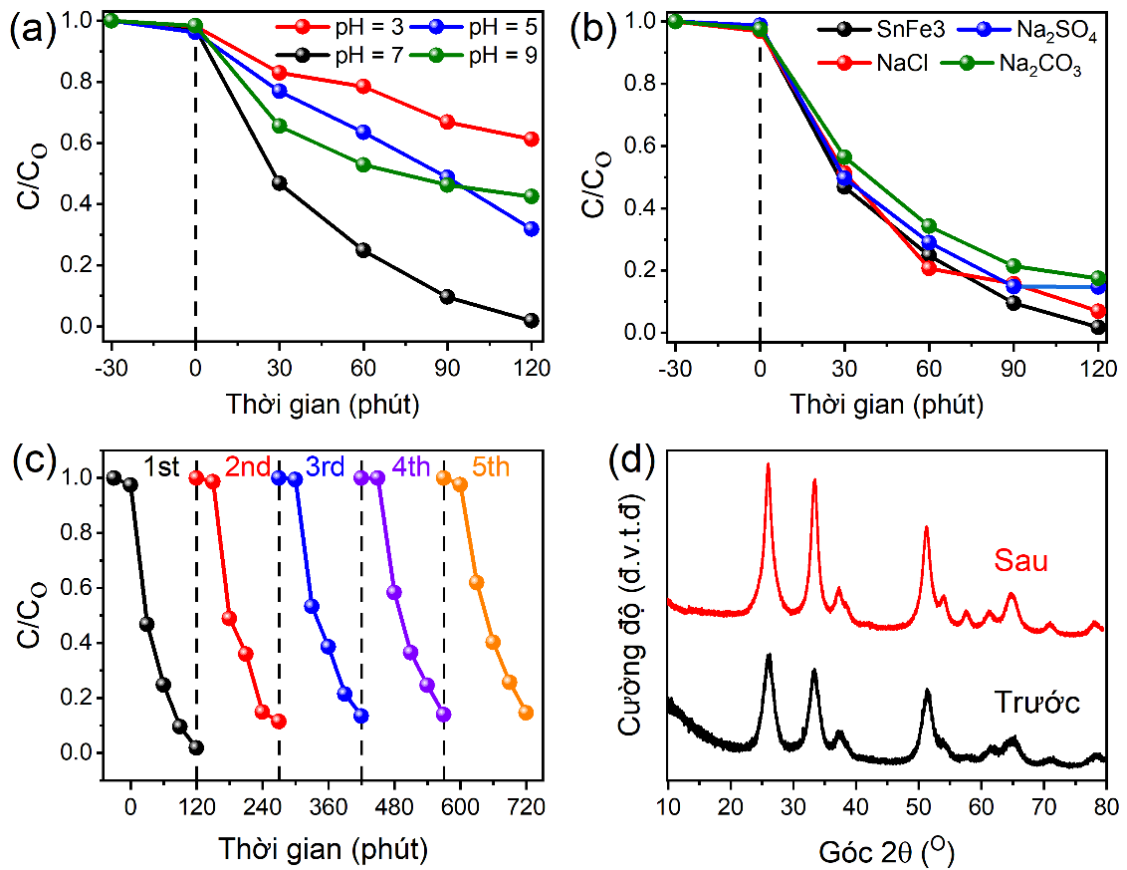 (a)
pH = 3 pH = 5
pH = 7 pH = 9
1.0
0.8
0.6
0.4
0.2
0.0
C/C_O
-30 0 30 60 90 120
Thời gian (phút)
(b)
SnFe3 Na₂SO₄
NaCl Na₂CO₃
1.0
0.8
0.6
0.4
0.2
0.0
C/C_O
-30 0 30 60 90 120
Thời gian (phút)
(c)
1st 2nd 3rd 4th 5th
1.0
0.8
0.6
0.4
0.2
0.0
C/C_O
0 120 240 360 480 600 720
Thời gian (phút)
(d)
Sau
Trước
Cường độ (đ.v.t.đ)
10 20 30 40 50 60 70 80
Góc 2θ (ᴼ)